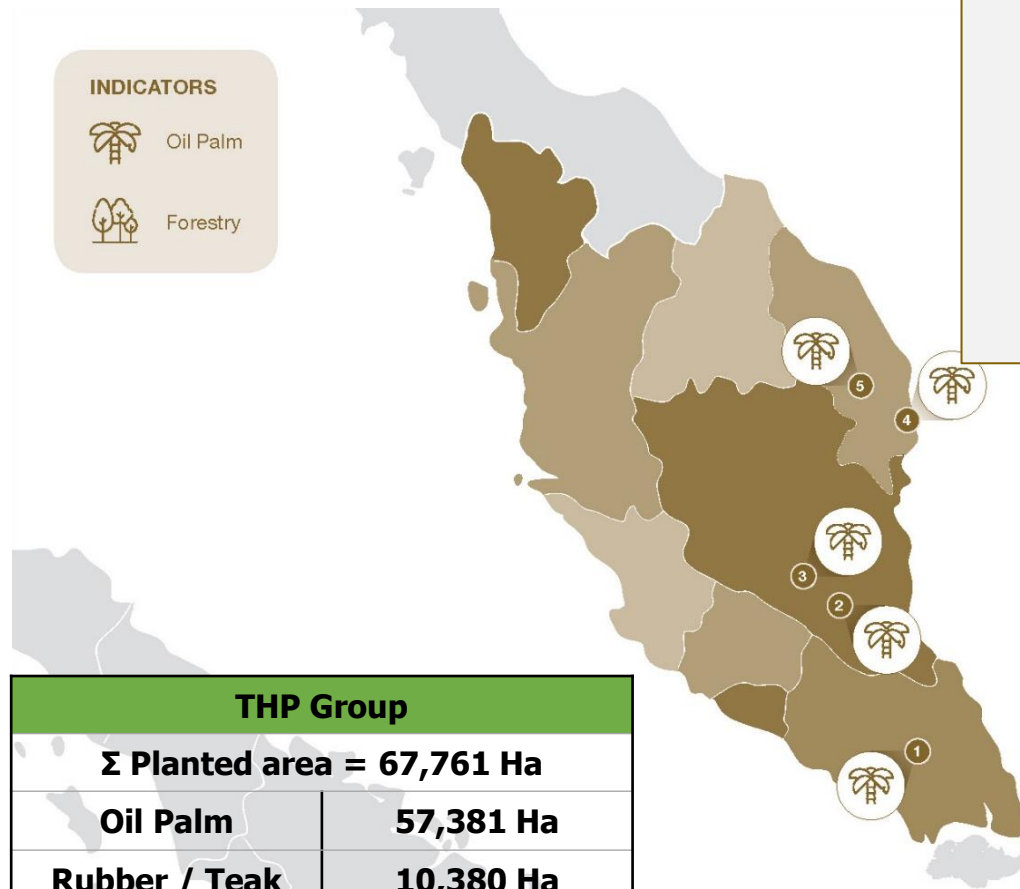 INDICATORS
Oil Palm
Forestry
5
4
3
2
1
THP Group
Σ Planted area = 67,761 Ha
Oil Palm 57,381 Ha
Rubber / Teak 10,380 Ha